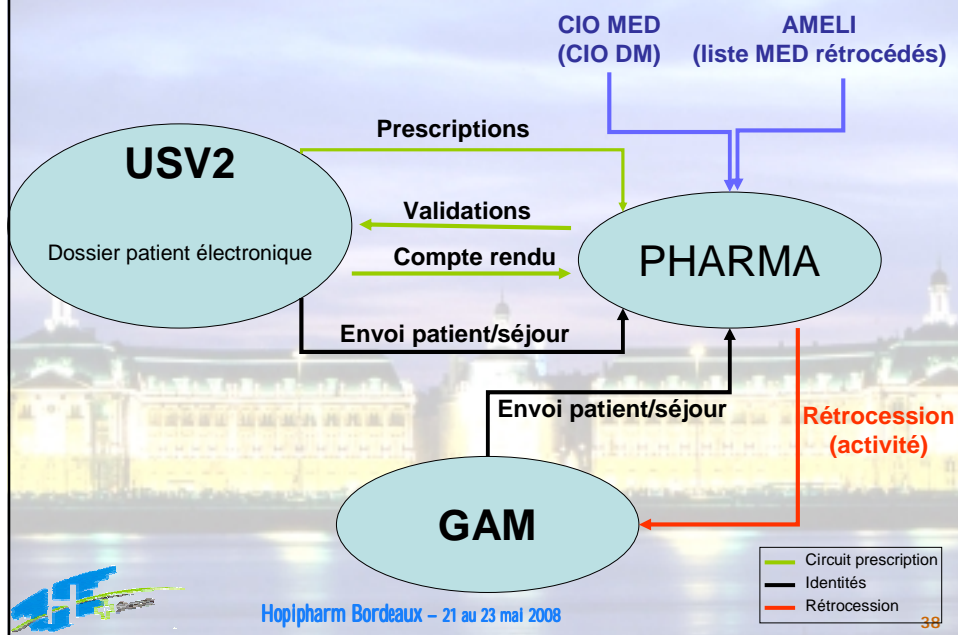 CIO MED
(CIO DM)
AMELI
(liste MED rétrocédés)
Prescriptions
USV2
Dossier patient électronique
Validations
Compte rendu
PHARMA
Envoi patient/séjour
Envoi patient/séjour
Rétrocession
(activité)
GAM
Circuit prescription
Identités
Rétrocession
Hopipharm Bordeaux – 21 au 23 mai 2008
38